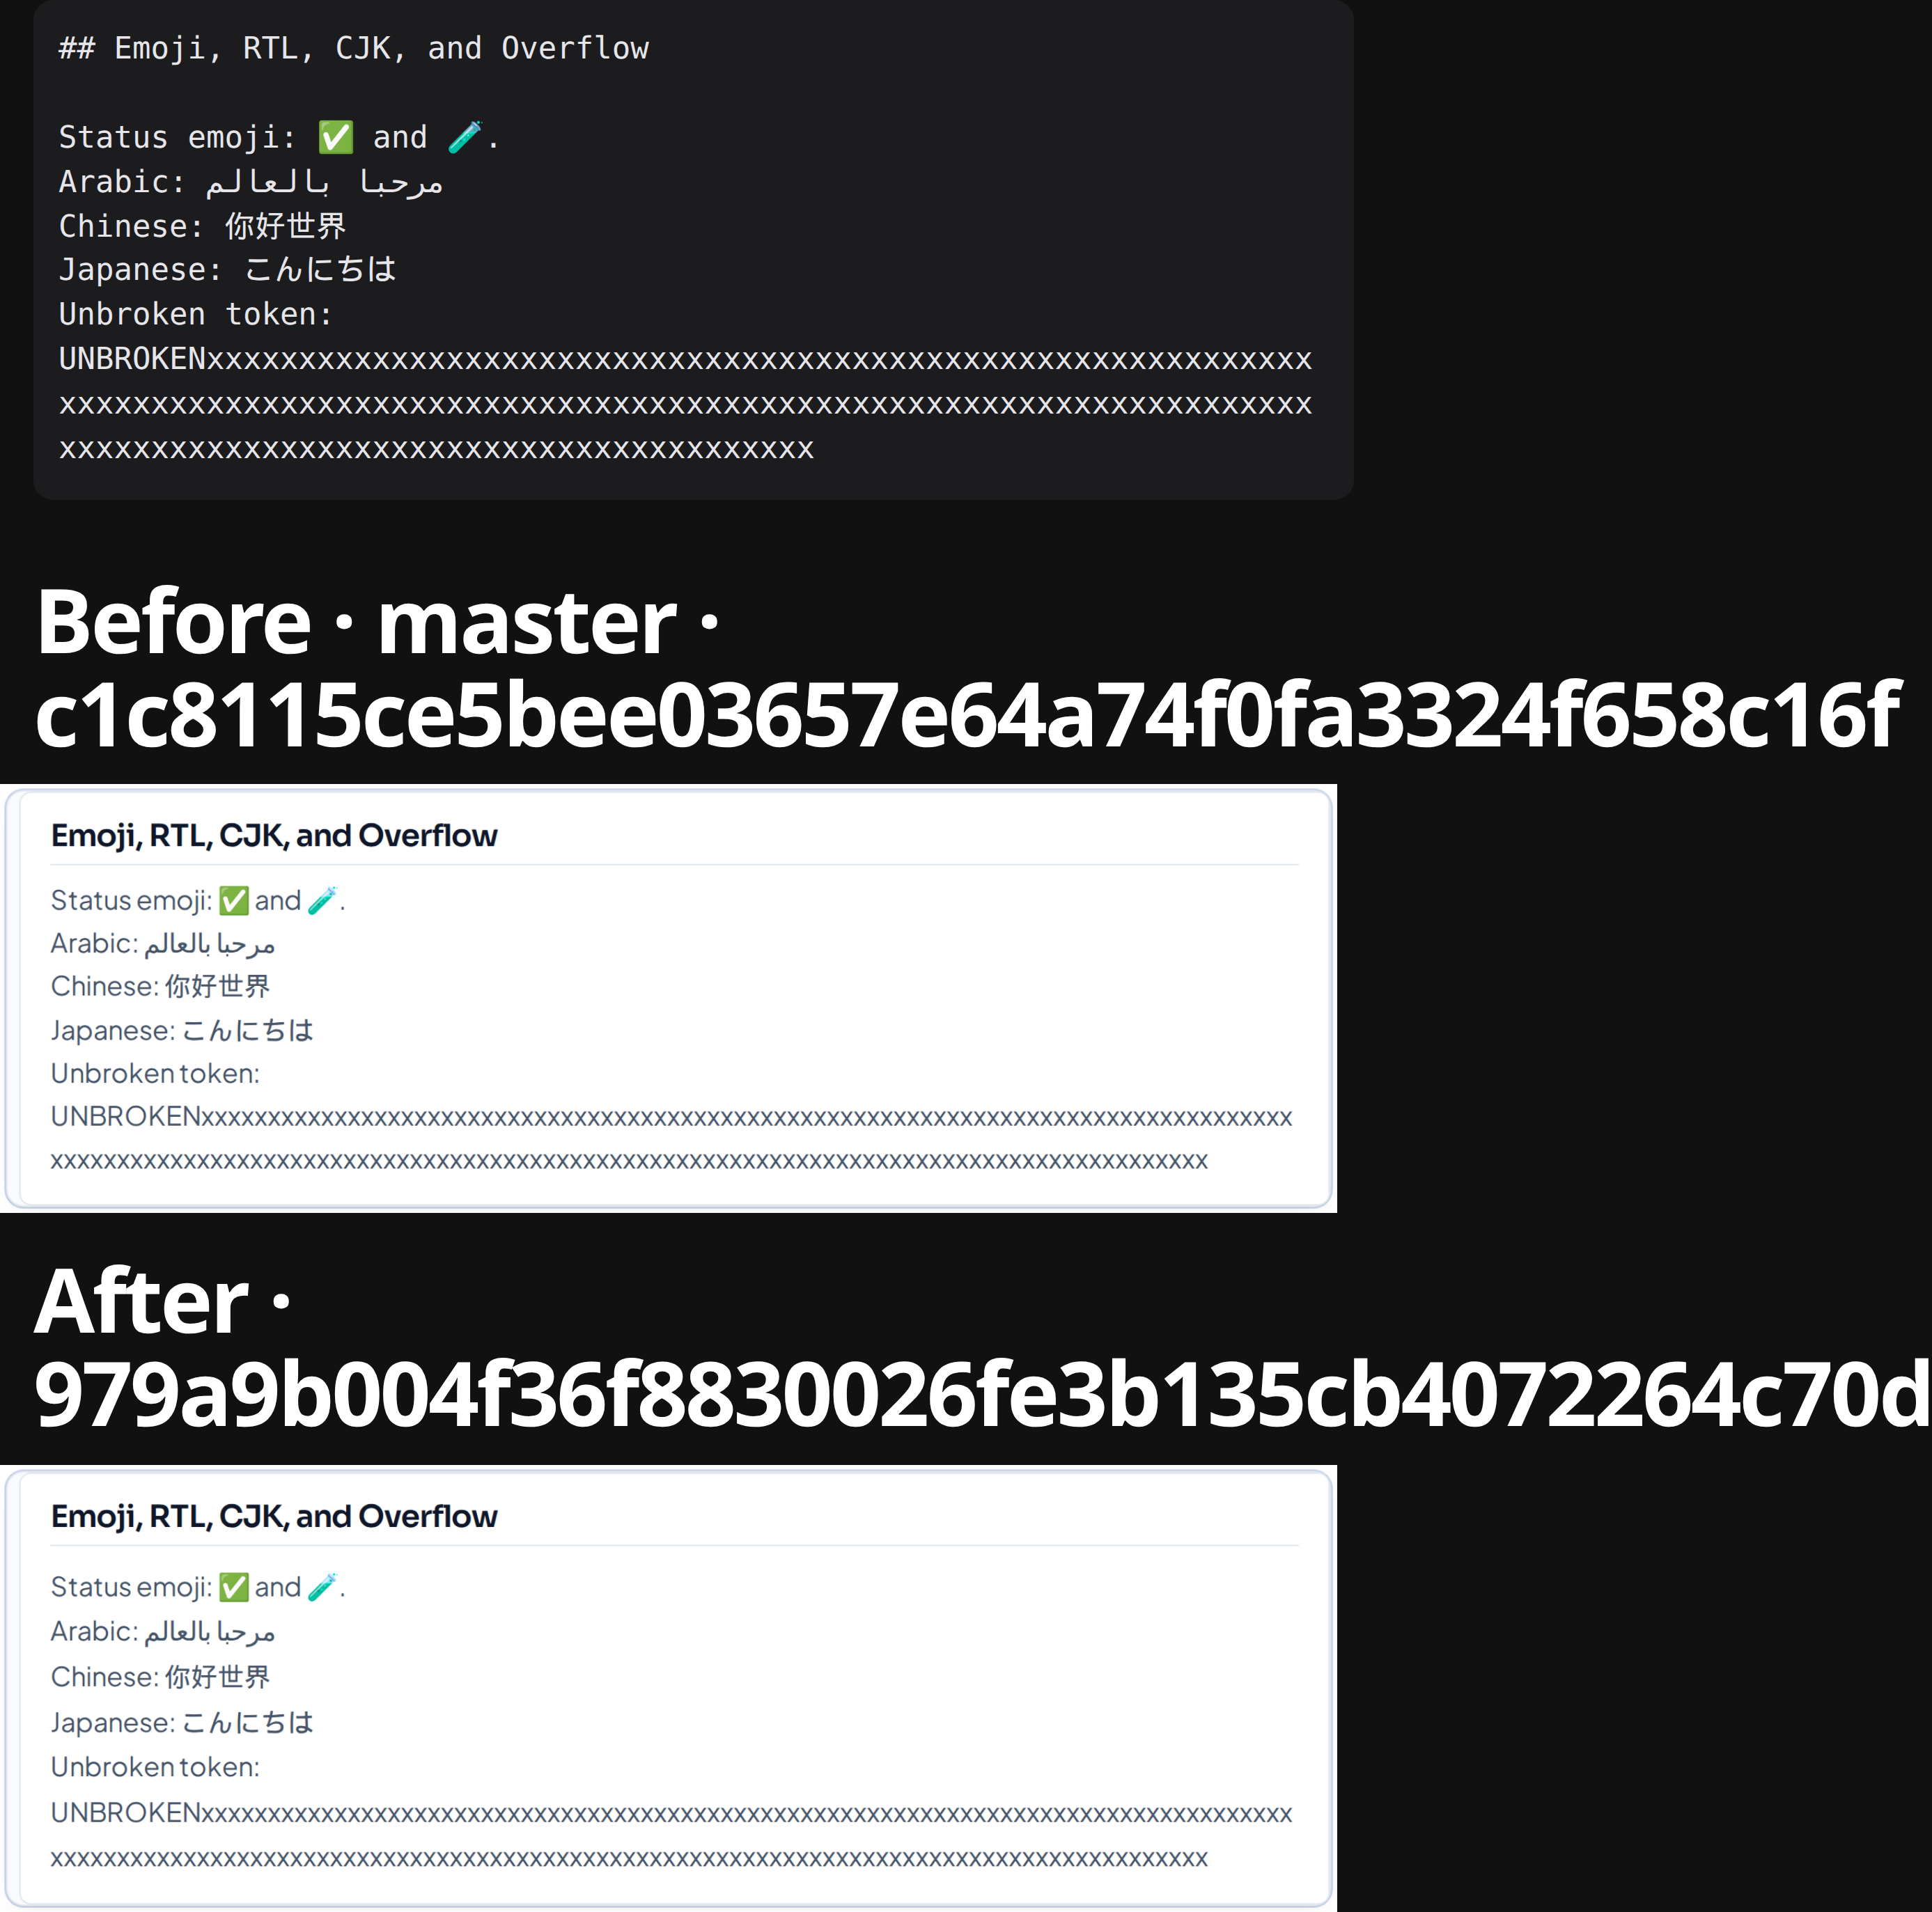 ## Emoji, RTL, CJK, and Overflow
Status emoji: ✅ and 🧪.
Arabic: مرحبا بالعالم
Chinese: 你好世界
Japanese: こんにちは
Unbroken token:
UNBROKENxxxxxxxxxxxxxxxxxxxxxxxxxxxxxxxxxxxxxxxxxxxxxxxxxxxxxxxxxxxx
xxxxxxxxxxxxxxxxxxxxxxxxxxxxxxxxxxxxxxxxxxxxxxxxxxxxxxxxxxxxxxxxxxxx
xxxxxxxxxxxxxxxxxxxxxxxxxxxxxxxxxxxxxxxxx
Before · master ·
c1c8115ce5bee03657e64a74f0fa3324f658c16f
Emoji, RTL, CJK, and Overflow
Status emoji: ✅ and 🧪.
Arabic: مرحبا بالعالم
Chinese: 你好世界
Japanese: こんにちは
Unbroken token:
UNBROKENxxxxxxxxxxxxxxxxxxxxxxxxxxxxxxxxxxxxxxxxxxxxxxxxxxxxxxxxxxxxxxxxxxxxxxxxxxxxxxxxxx
xxxxxxxxxxxxxxxxxxxxxxxxxxxxxxxxxxxxxxxxxxxxxxxxxxxxxxxxxxxxxxxxxxxxxxxxxxxxxxxxxxxxxxx
After ·
979a9b004f36f8830026fe3b135cb4072264c70d
Emoji, RTL, CJK, and Overflow
Status emoji: ✅ and 🧪.
Arabic: مرحبا بالعالم
Chinese: 你好世界
Japanese: こんにちは
Unbroken token:
UNBROKENxxxxxxxxxxxxxxxxxxxxxxxxxxxxxxxxxxxxxxxxxxxxxxxxxxxxxxxxxxxxxxxxxxxxxxxxxxxxxxxxxx
xxxxxxxxxxxxxxxxxxxxxxxxxxxxxxxxxxxxxxxxxxxxxxxxxxxxxxxxxxxxxxxxxxxxxxxxxxxxxxxxxxxxxxx